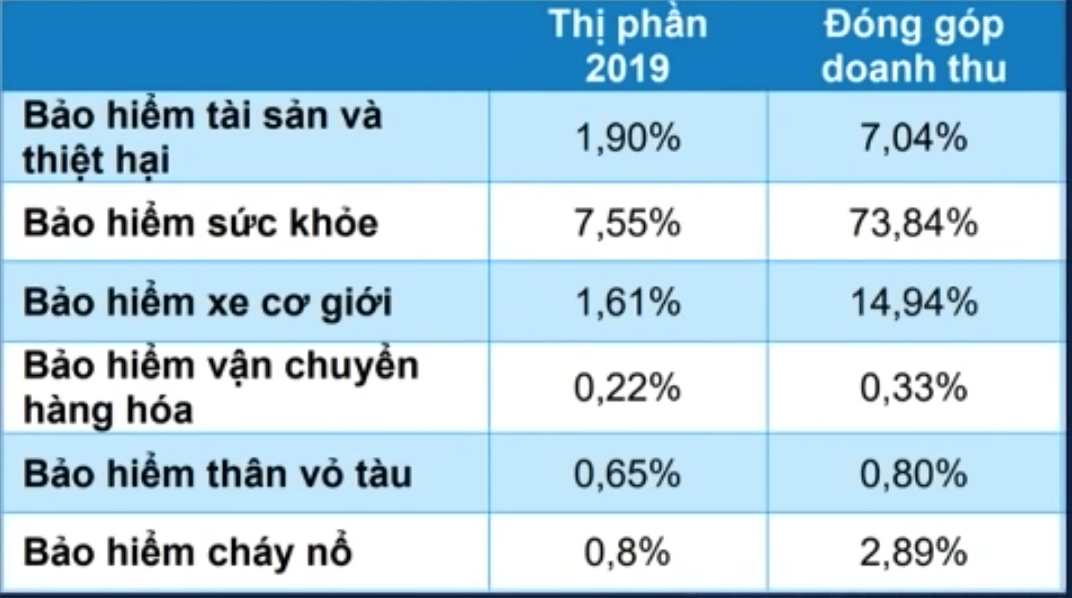 Thị phần
2019
Đóng góp
doanh thu
Bảo hiểm tài sản và
thiệt hại
1,90%
7,04%
Bảo hiểm sức khỏe
7,55%
73,84%
Bảo hiểm xe cơ giới
1,61%
14,94%
Bảo hiểm vận chuyển
hàng hóa
0,22%
0,33%
Bảo hiểm thân vỏ tàu
0,65%
0,80%
Bảo hiểm cháy nổ
0,8%
2,89%